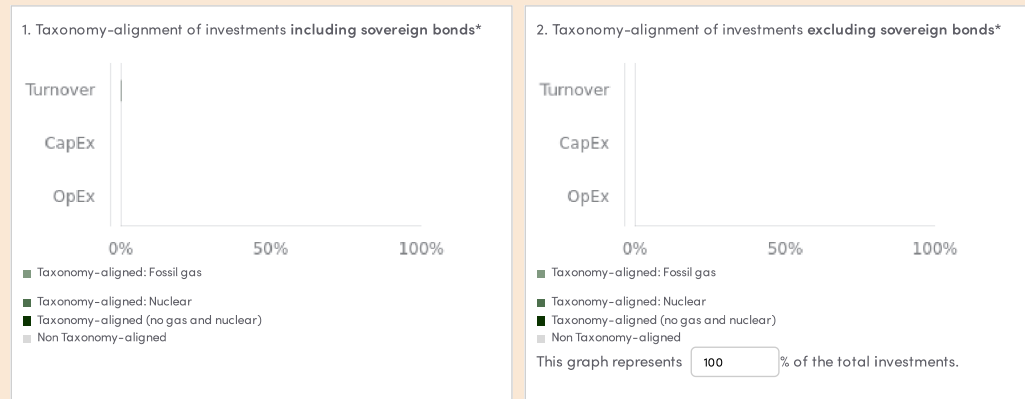 1. Taxonomy-alignment of investments including sovereign bonds*
Turnover
CapEx
OpEx
0% 50% 100%
Taxonomy-aligned: Fossil gas
Taxonomy-aligned: Nuclear
Taxonomy-aligned (no gas and nuclear)
Non Taxonomy-aligned
2. Taxonomy-alignment of investments excluding sovereign bonds*
Turnover
CapEx
OpEx
0% 50% 100%
Taxonomy-aligned: Fossil gas
Taxonomy-aligned: Nuclear
Taxonomy-aligned (no gas and nuclear)
Non Taxonomy-aligned
This graph represents 100 % of the total investments.